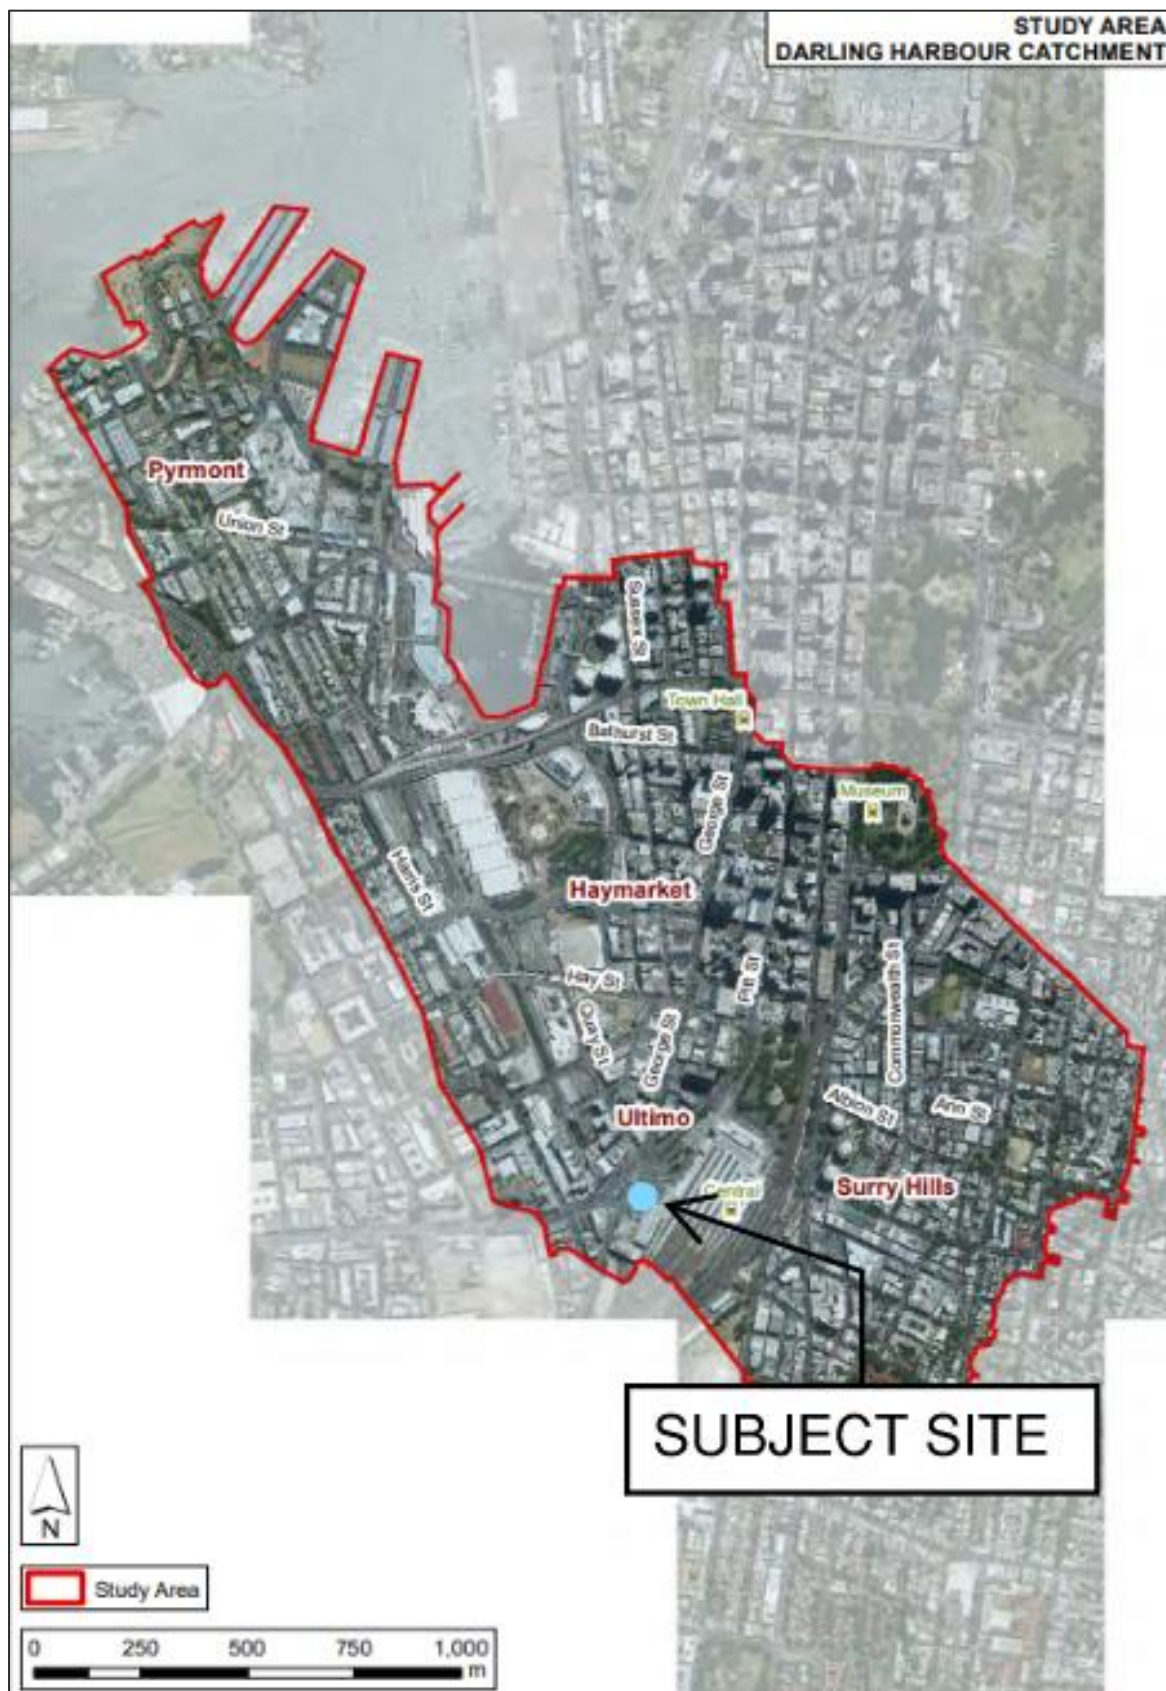 STUDY AREA
DARLING HARBOUR CATCHMENT
Pyrmont
Union St
Sussex St
Town Hall
Bathurst St
Museum
George St
Harris St
Haymarket
Pitt St
Commonwealth St
Hay St
Quay St
George St
Albion St
Ann St
Ultimo
Central
Surry Hills
SUBJECT SITE
N
Study Area
0 250 500 750 1,000
m